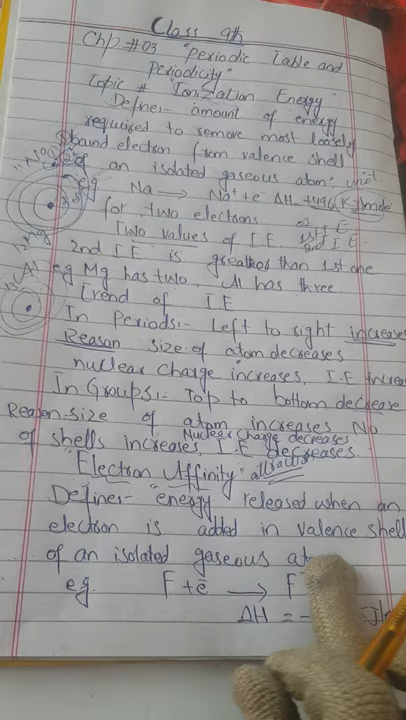 Class 9th
Chp #03 "Periodic Table and
Periodicity"
Topic # "Ionization Energy"
Define:- amount of energy
required to remove most loosely
band electron from valence shell
of an isolated gaseous atom: unit
eg Na → Na⁺+e⁻ ΔH= +496 KJ/mole
for two electrons 1st I E
Two values of I.E. 2nd I E
2nd I E is greather than 1st one
eg Mg has two, Al has three
Trend of I E
In Periods:- Left to right increases
Reason size of atom decreases
nuclear charge increases, I.E increa
In Groups:- Top to bottom decrease
Reason-size of atom increases No
of shells increases, Nuclear charge decreases I.E decreases
"Electron Affinity"
Define:- "energy released when an
electron is added in valence shell
of an isolated gaseous at
eg. F + ē → F
ΔH = -
Mg
Al